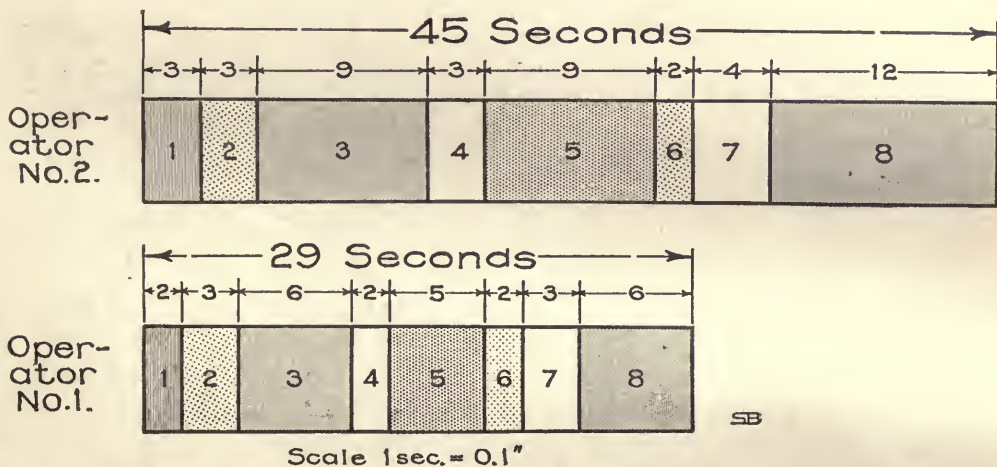 45 Seconds
3 3 9 3 9 2 4 12
Oper-
ator
No.2.
1 2 3 4 5 6 7 8
29 Seconds
2 3 6 2 5 2 3 6
Oper-
ator
No.1.
1 2 3 4 5 6 7 8
SB
Scale 1 sec. = 0.1"